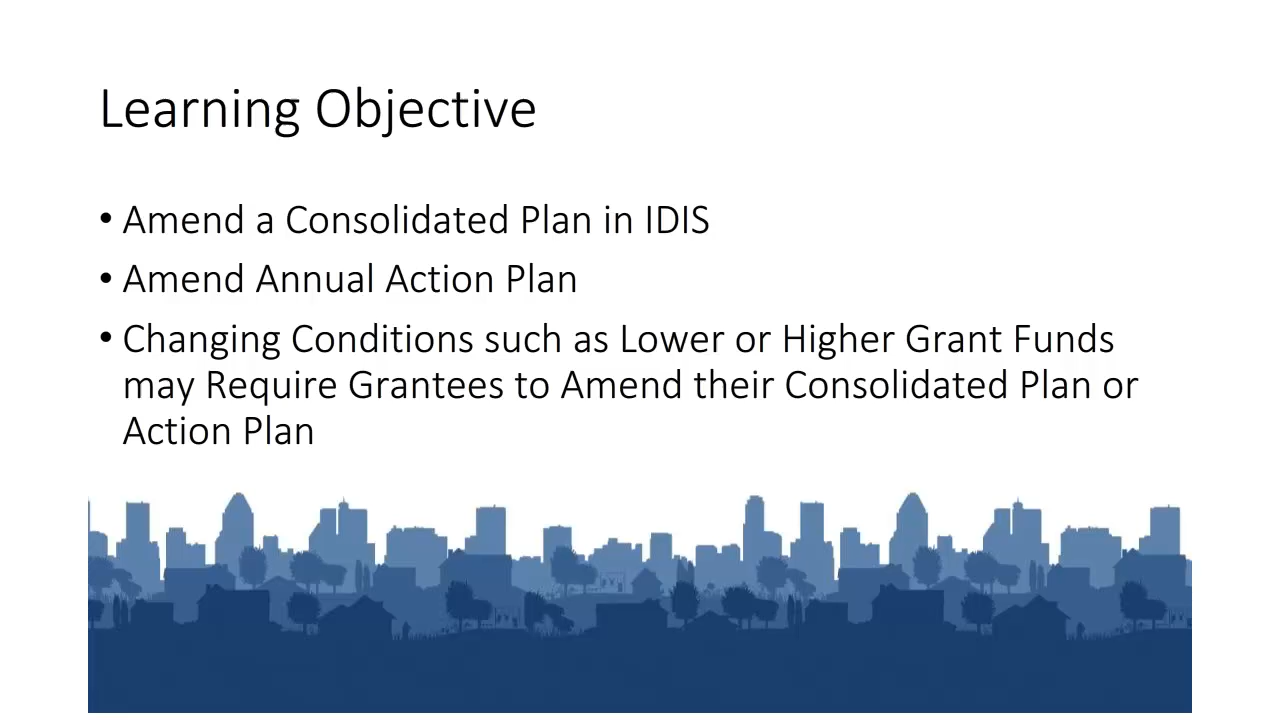 Learning Objective
• Amend a Consolidated Plan in IDIS
• Amend Annual Action Plan
• Changing Conditions such as Lower or Higher Grant Funds
may Require Grantees to Amend their Consolidated Plan or
Action Plan